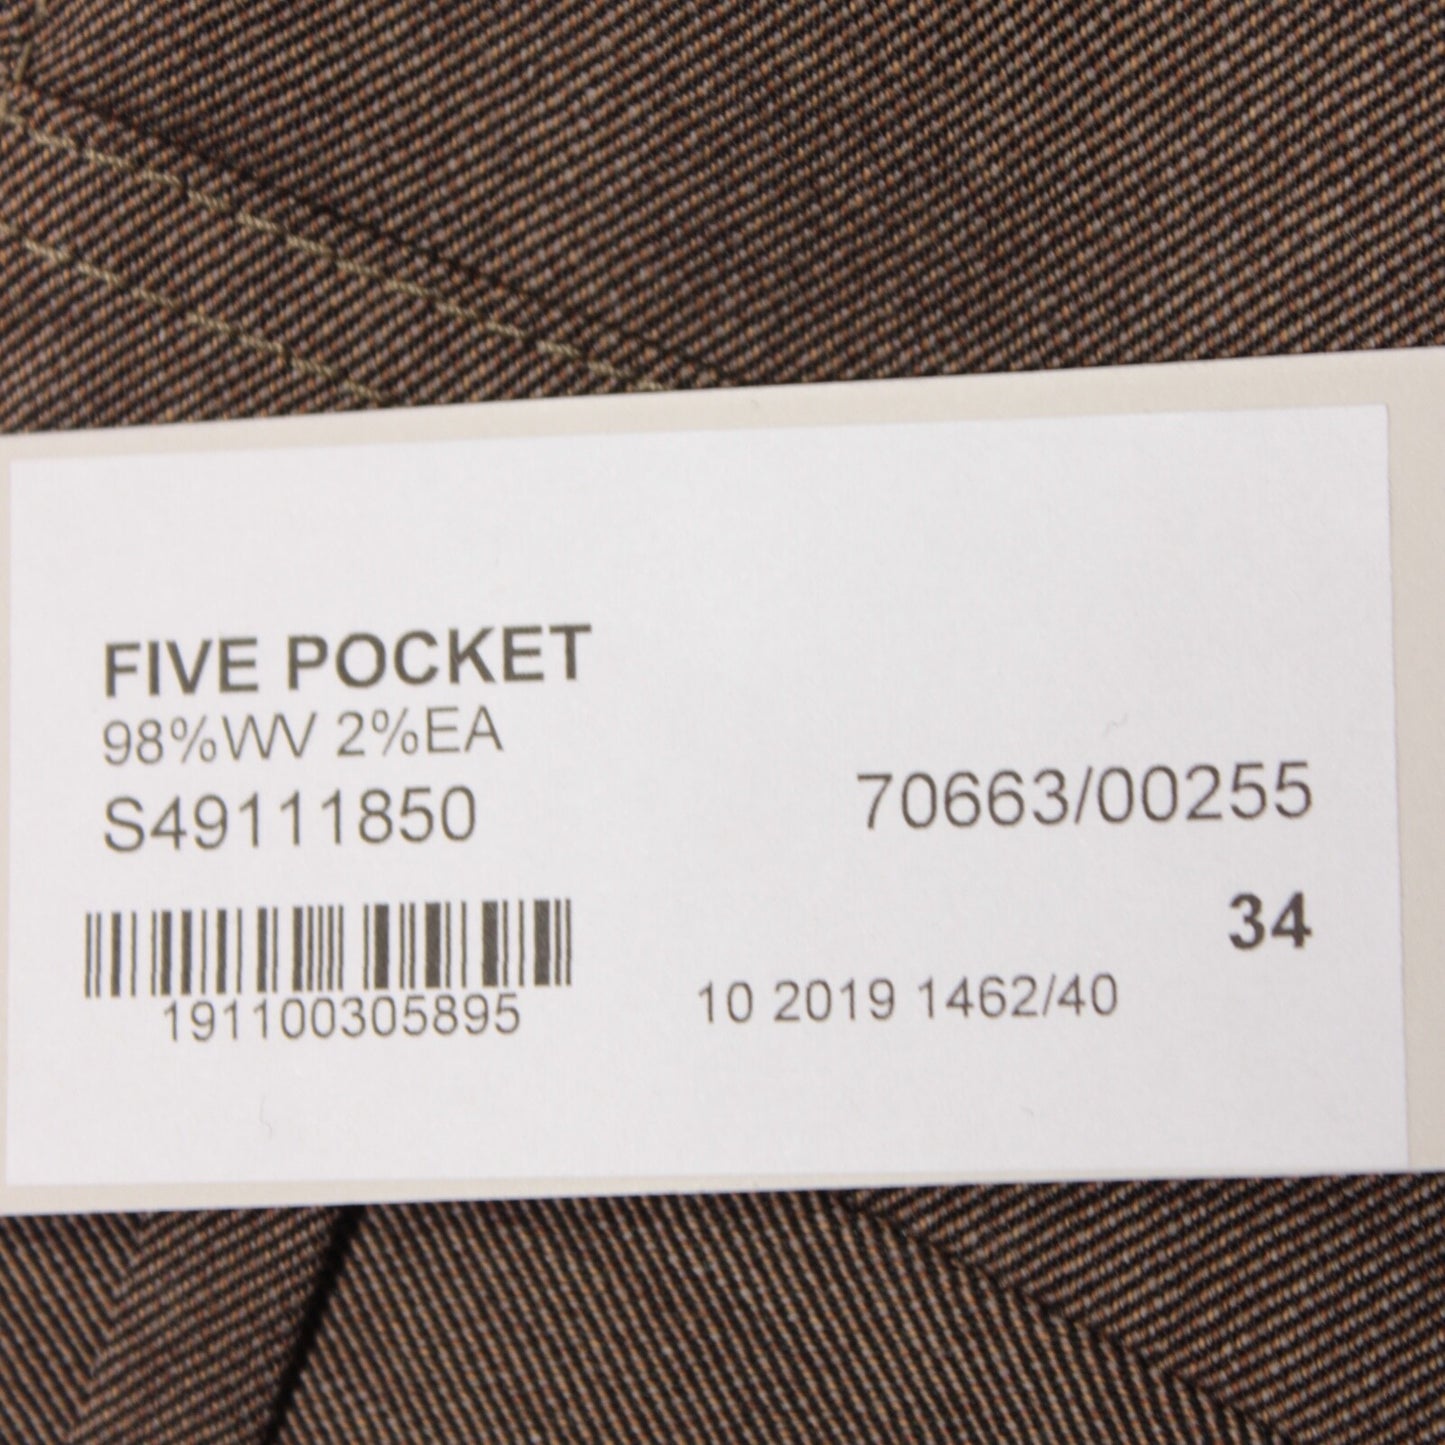 FIVE POCKET
98%WV 2%EA
S49111850
70663/00255
34
191100305895
10 2019 1462/40